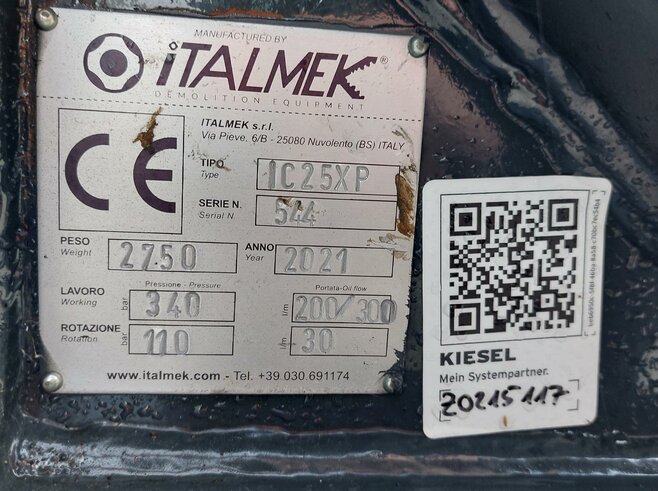 MANUFACTURED BY
iTALMEK®
DEMOLITION EQUIPMENT
ITALMEK s.r.l.
Via Pieve, 6/B - 25080 Nuvolento (BS) ITALY
CE
TIPO IC25XP
Type
SERIE N. 544
Serial N.
PESO 2750 ANNO 2021
Weight Year
Pressione - Pressure Portata-Oil flow
LAVORO bar 340 l/m 200/300
Working
ROTAZIONE bar 110 l/m 30
Rotation
www.italmek.com - Tel. +39.030.691174
KIESEL
Mein Systempartner.
20215117